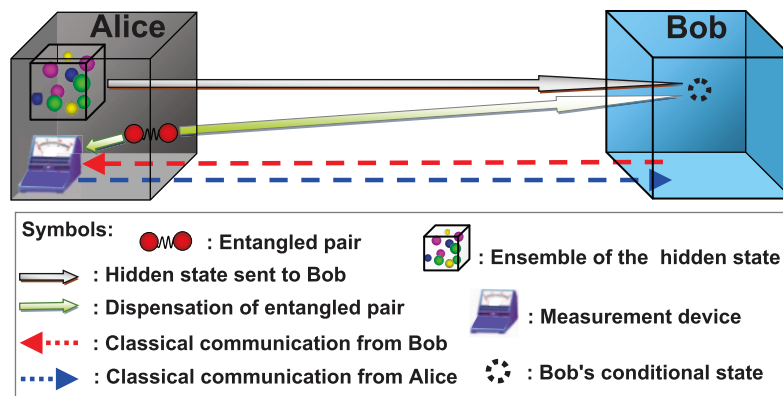 Alice
Bob
Symbols:
: Entangled pair
: Ensemble of the hidden state
: Hidden state sent to Bob
: Dispensation of entangled pair
: Measurement device
: Classical communication from Bob
: Classical communication from Alice
: Bob's conditional state